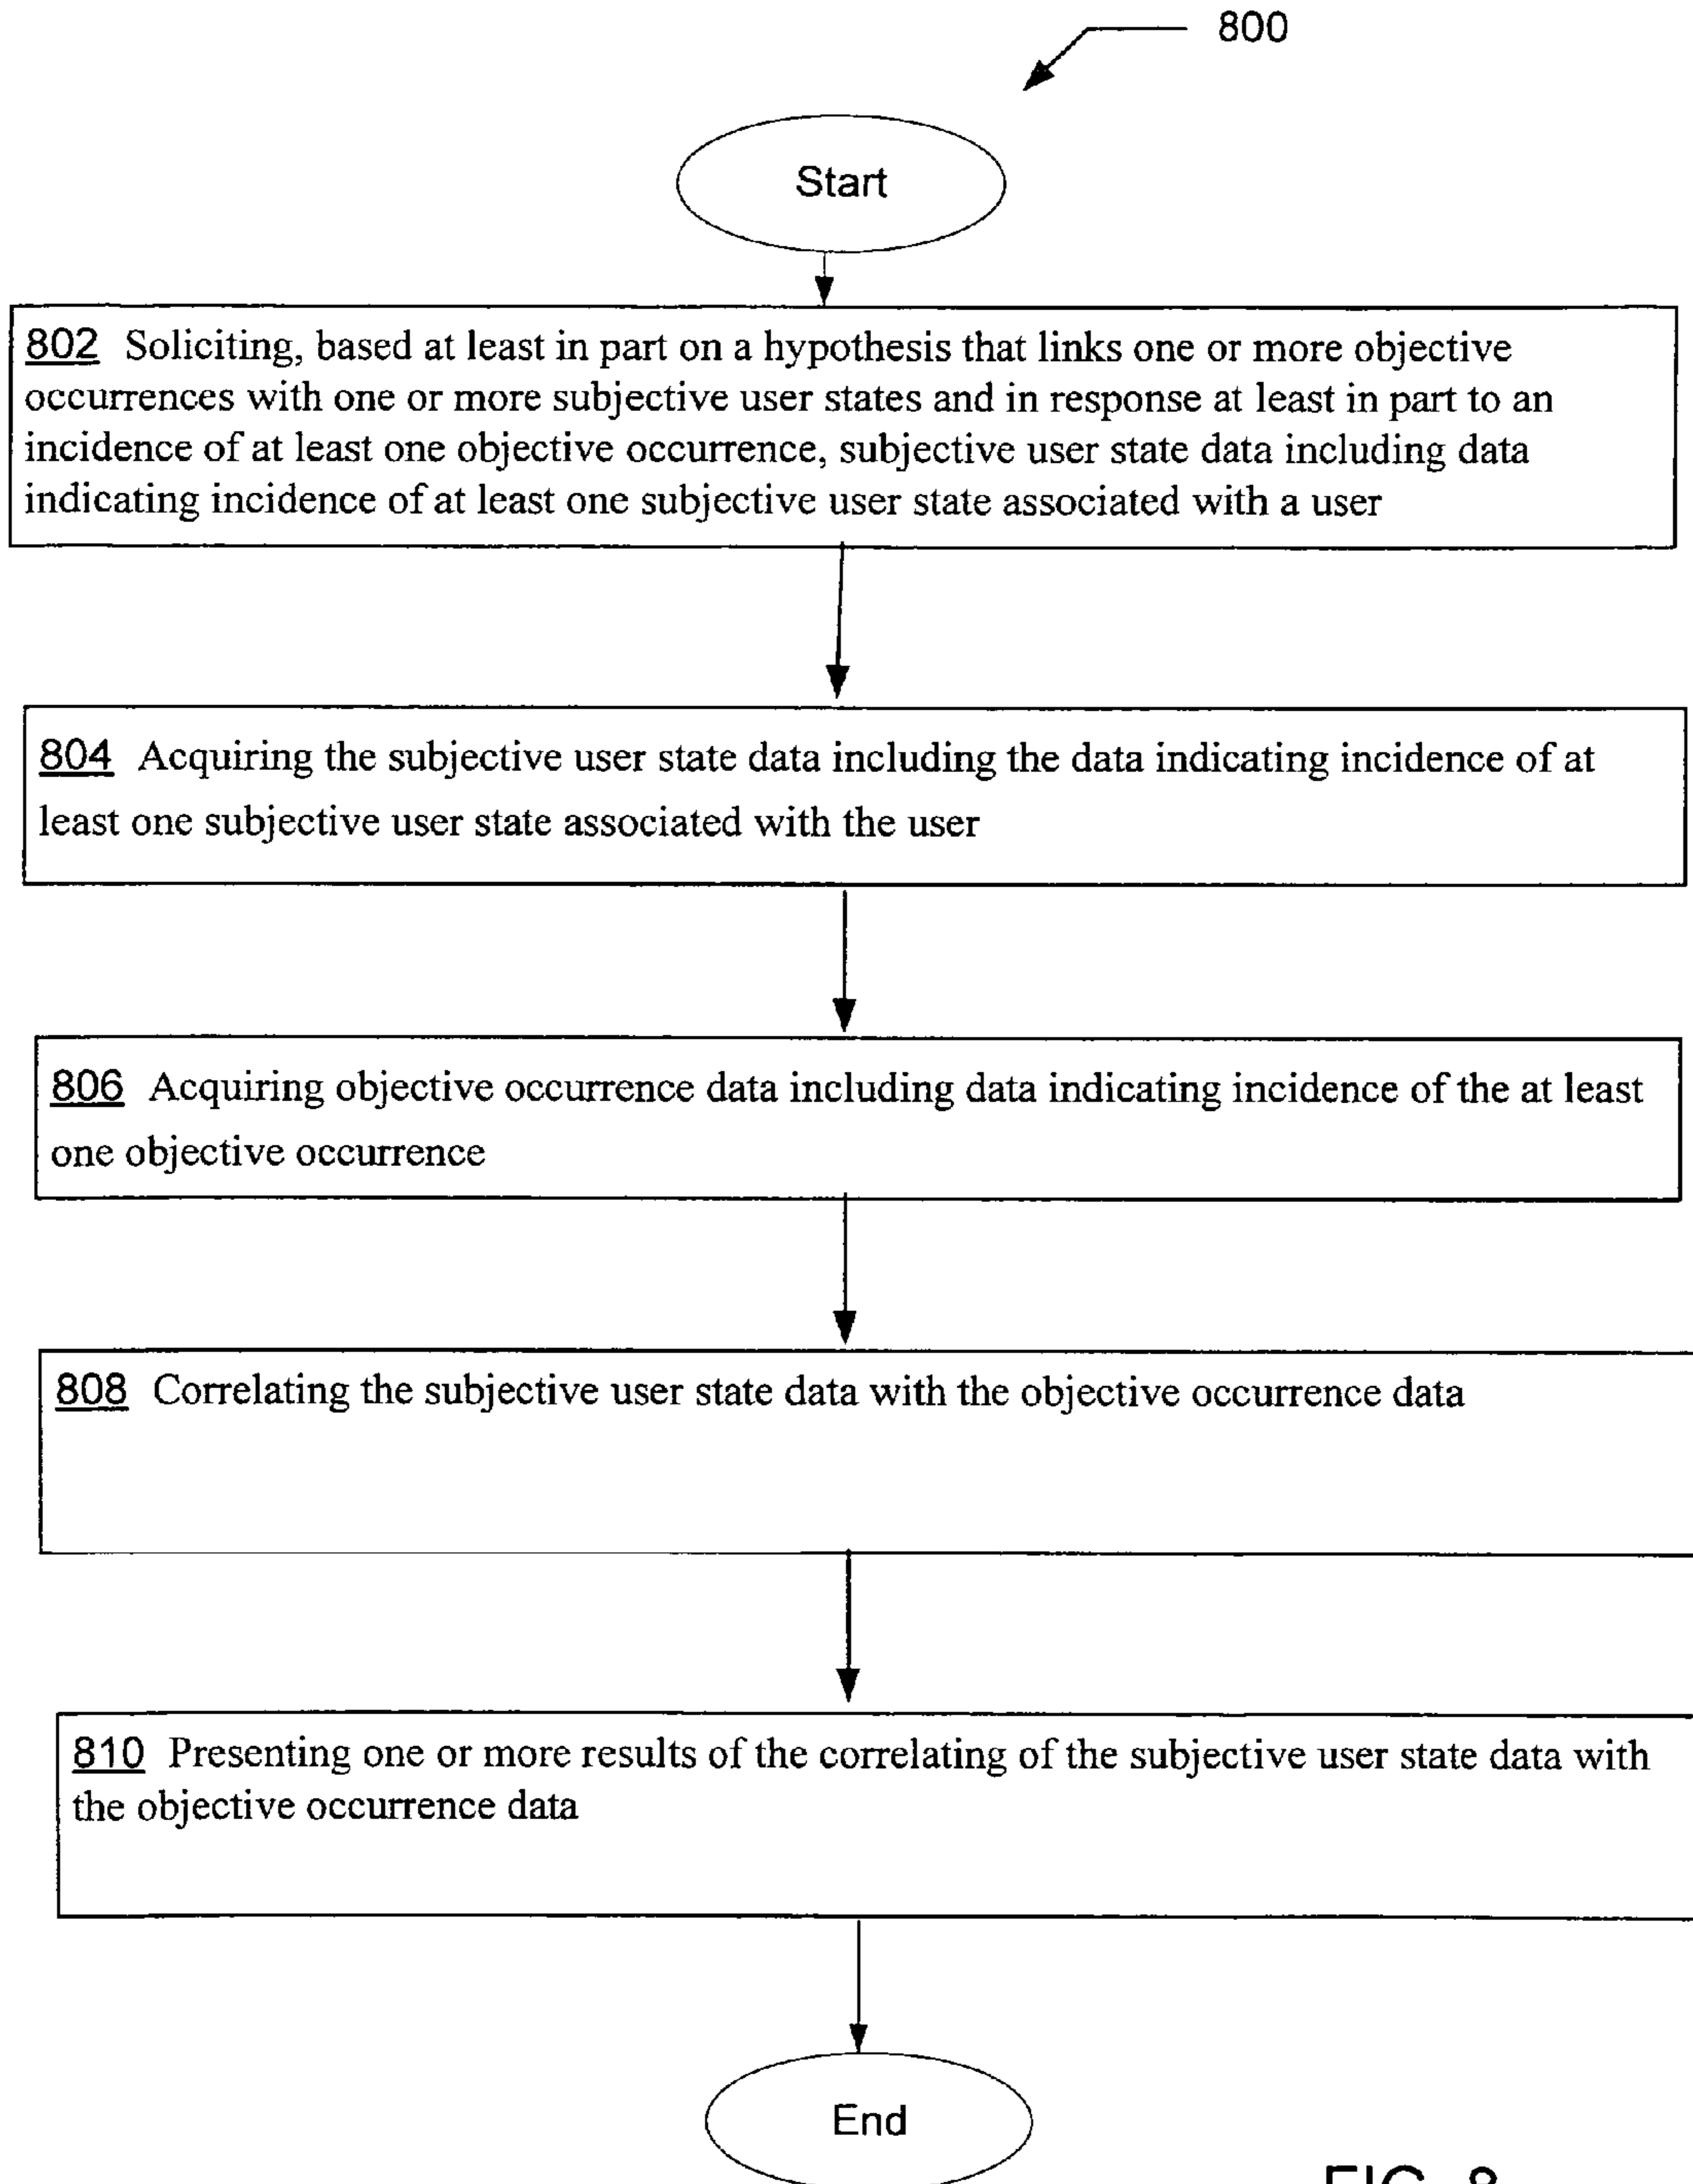 800
Start
802 Soliciting, based at least in part on a hypothesis that links one or more objective
occurrences with one or more subjective user states and in response at least in part to an
incidence of at least one objective occurrence, subjective user state data including data
indicating incidence of at least one subjective user state associated with a user
804 Acquiring the subjective user state data including the data indicating incidence of at
least one subjective user state associated with the user
806 Acquiring objective occurrence data including data indicating incidence of the at least
one objective occurrence
808 Correlating the subjective user state data with the objective occurrence data
810 Presenting one or more results of the correlating of the subjective user state data with
the objective occurrence data
End
FIG. 8